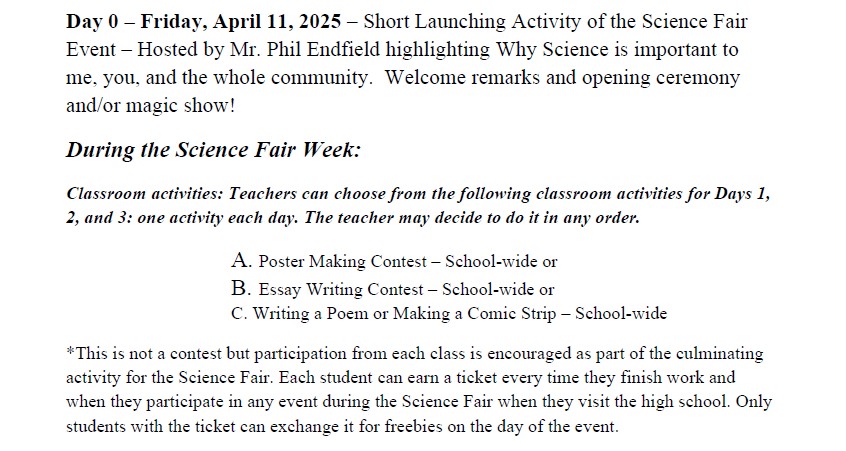 Day 0 – Friday, April 11, 2025 – Short Launching Activity of the Science Fair
Event – Hosted by Mr. Phil Endfield highlighting Why Science is important to
me, you, and the whole community.  Welcome remarks and opening ceremony
and/or magic show!
During the Science Fair Week:
Classroom activities: Teachers can choose from the following classroom activities for Days 1,
2, and 3: one activity each day. The teacher may decide to do it in any order.
A. Poster Making Contest – School-wide or
B. Essay Writing Contest – School-wide or
C. Writing a Poem or Making a Comic Strip – School-wide
*This is not a contest but participation from each class is encouraged as part of the culminating
activity for the Science Fair. Each student can earn a ticket every time they finish work and
when they participate in any event during the Science Fair when they visit the high school. Only
students with the ticket can exchange it for freebies on the day of the event.